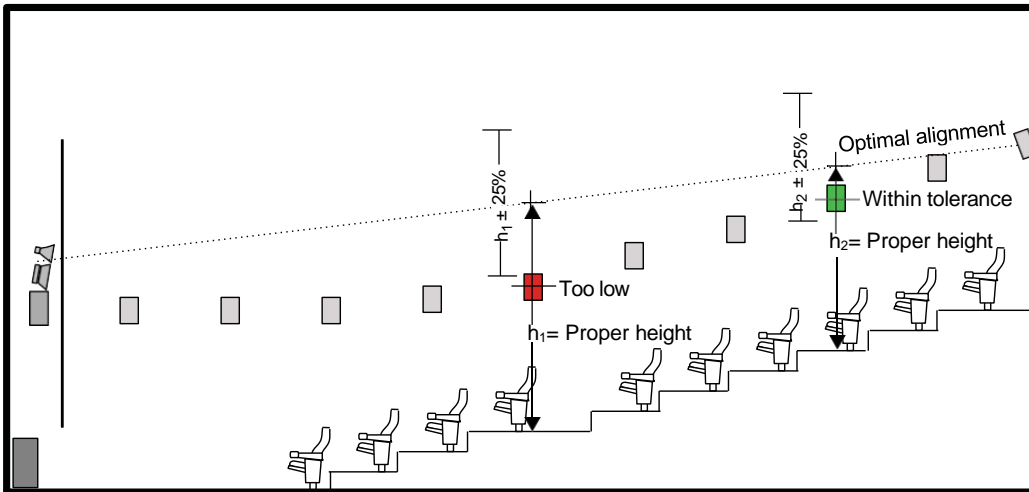 Optimal alignment
h₂ ± 25%
h₁ ± 25%
Within tolerance
h₂= Proper height
Too low
h₁= Proper height